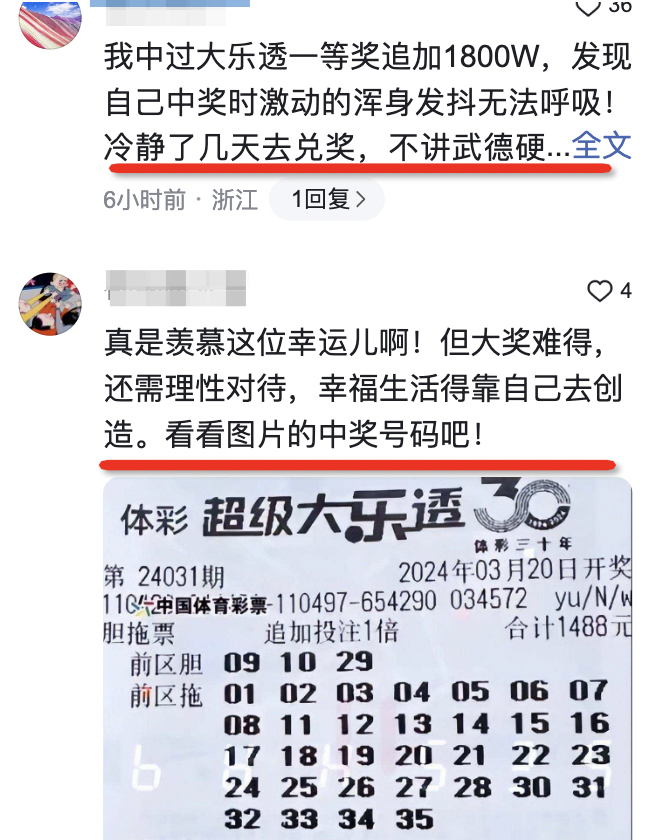 36
我中过大乐透一等奖追加1800W，发现
自己中奖时激动的浑身发抖无法呼吸！
冷静了几天去兑奖，不讲武德硬...全文
6小时前 · 浙江 1回复
4
真是羡慕这位幸运儿啊！但大奖难得，
还需理性对待，幸福生活得靠自己去创
造。看看图片的中奖号码吧！
体彩 超级大乐透 30
体彩三十年
第 24031期 2024年03月20日开奖
中国体育彩票-110497-654290 034572 yu/N/w
胆拖票 追加投注1倍 合计1488元
前区胆 09 10 29
前区拖 01 02 03 04 05 06 07
08 11 12 13 14 15 16
17 18 19 20 21 22 23
24 25 26 27 28 30 31
32 33 34 35